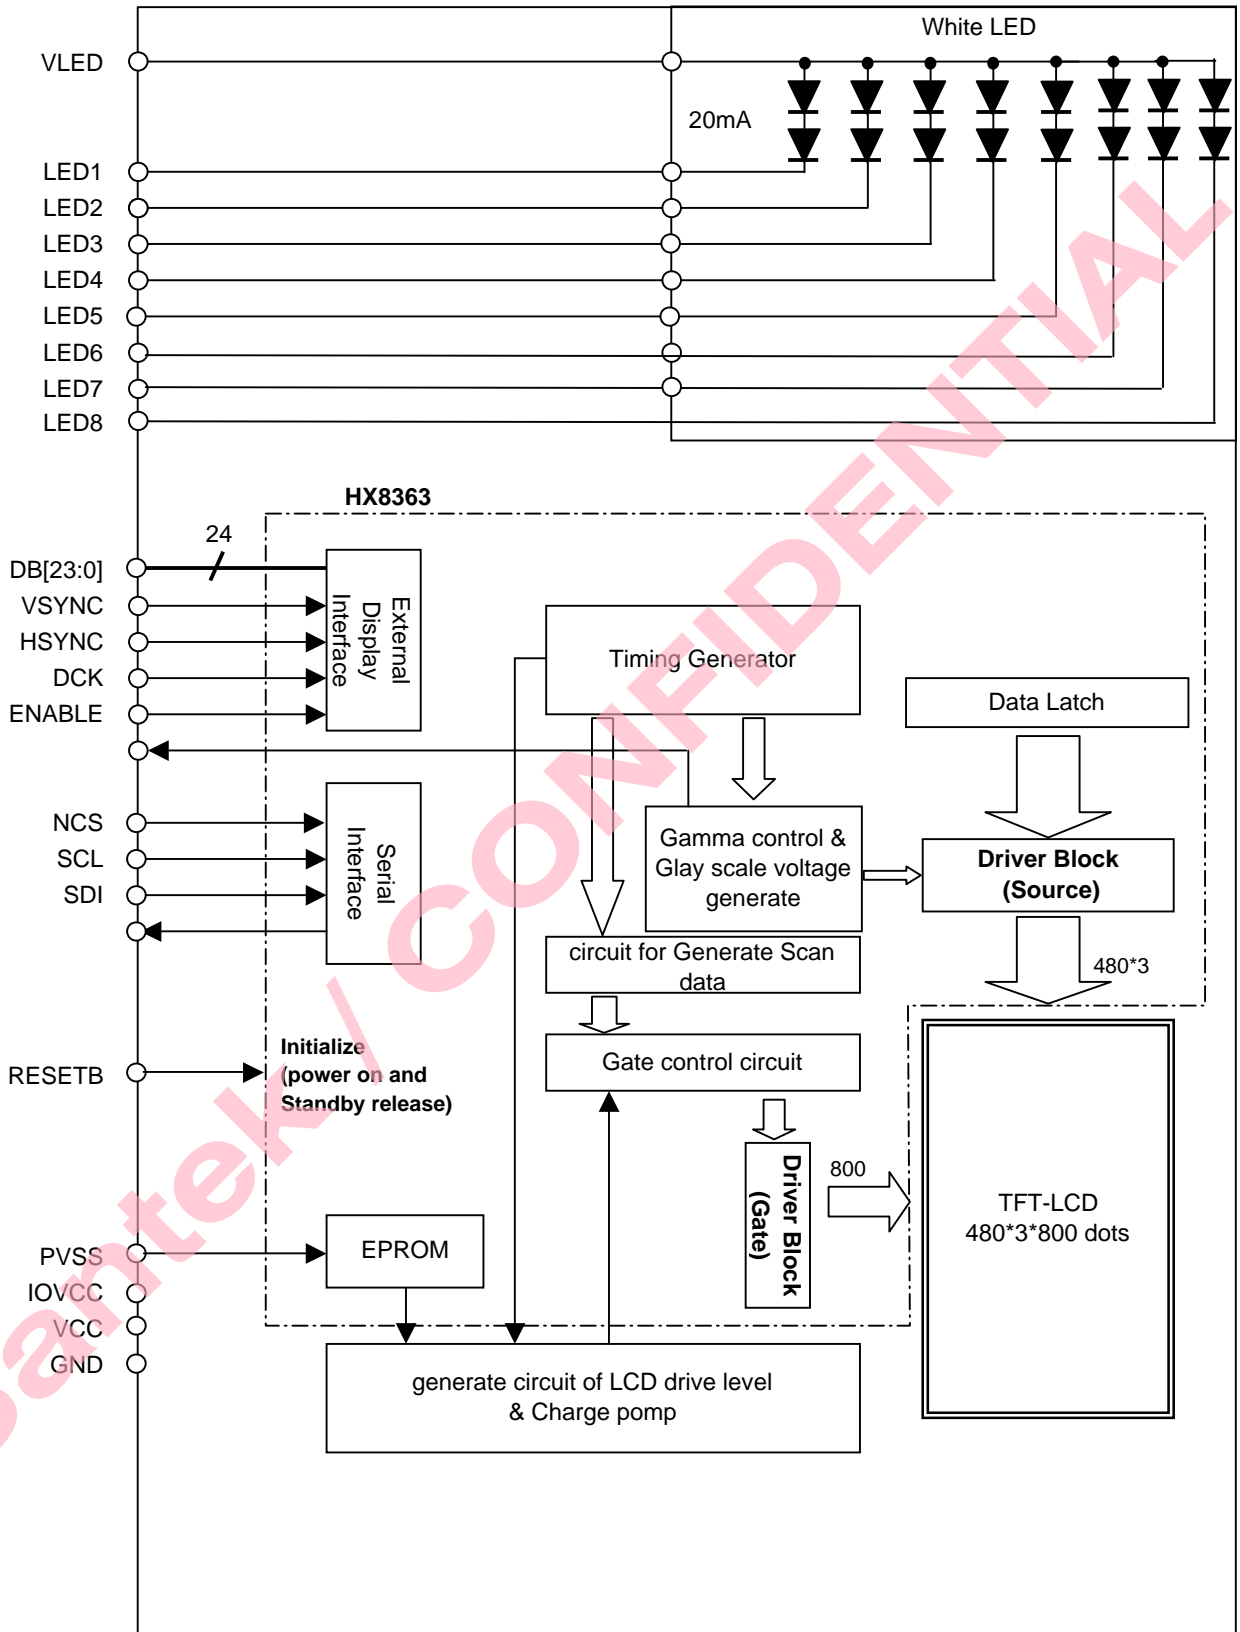 White LED
VLED
20mA
LED1
LED2
LED3
LED4
LED5
LED6
LED7
LED8
HX8363
24
DB[23:0]
VSYNC
HSYNC
DCK
ENABLE
External
Display
Interface
Timing Generator
Data Latch
NCS
SCL
SDI
Serial
Interface
Gamma control &
Glay scale voltage
generate
Driver Block
(Source)
circuit for Generate Scan
data
480*3
RESETB
Initialize
(power on and
Standby release)
Gate control circuit
Driver Block
(Gate)
800
TFT-LCD
480*3*800 dots
PVSS
IOVCC
VCC
GND
EPROM
generate circuit of LCD drive level
& Charge pomp
/ CONFIDENTIAL